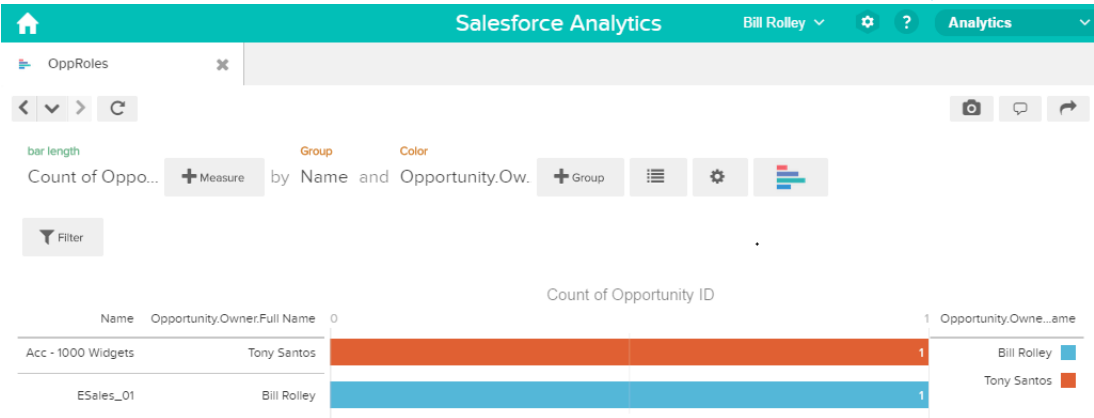 Salesforce Analytics Bill Rolley ? Analytics
OppRoles
bar length Group Color
Count of Oppo... Measure by Name and Opportunity.Ow. Group
Filter
Count of Opportunity ID
Name Opportunity.Owner.Full Name 0 1 Opportunity.Owne...ame
Acc - 1000 Widgets Tony Santos 1 Bill Rolley
Tony Santos
ESales_01 Bill Rolley 1